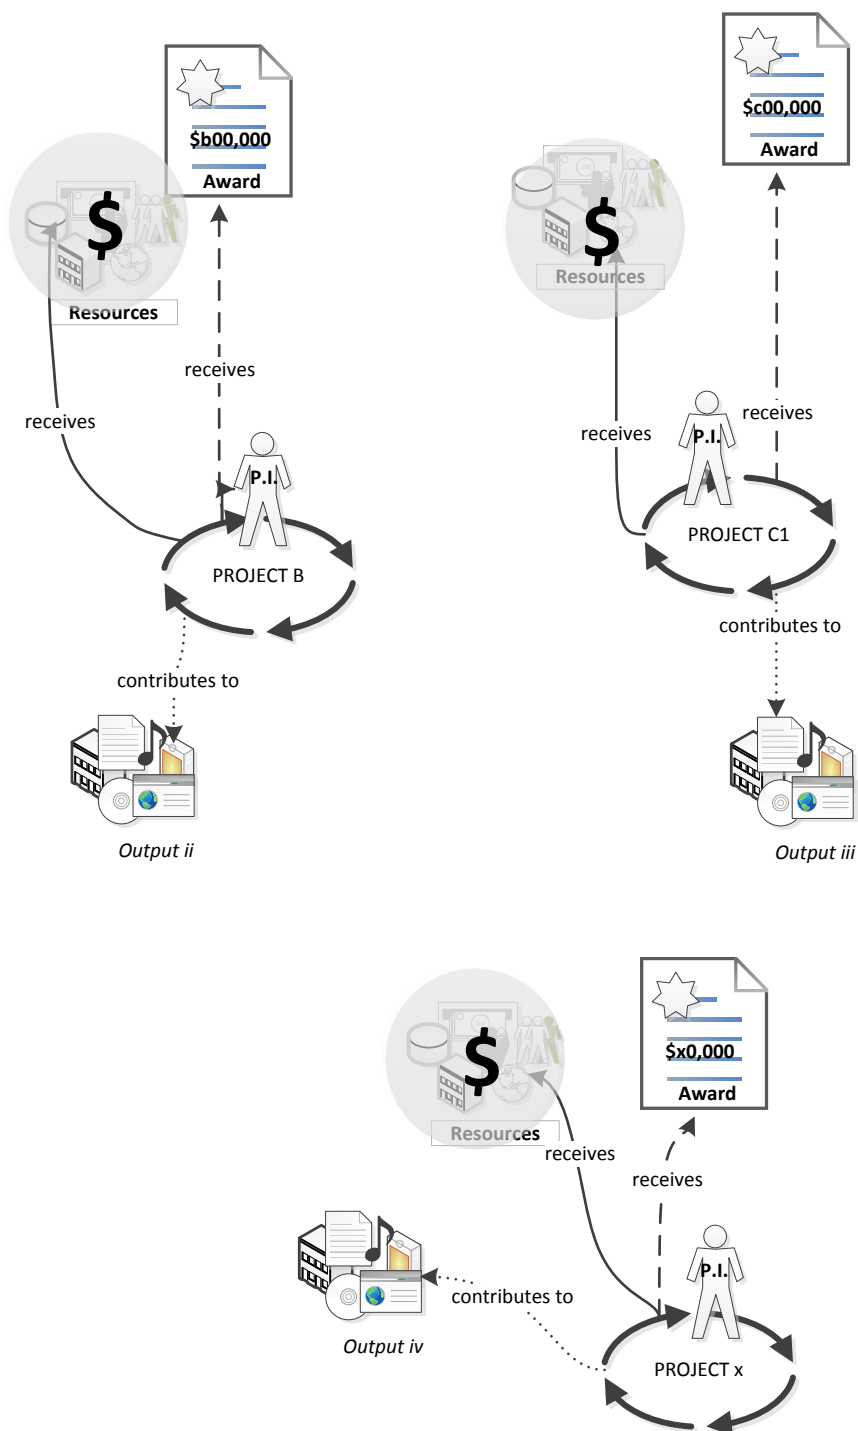 $b00,000
Award
$
Resources
receives
receives
P.I.
PROJECT B
contributes to
Output ii
$c00,000
Award
$
Resources
receives
receives
P.I.
PROJECT C1
contributes to
Output iii
$x0,000
Award
$
Resources
receives
receives
P.I.
contributes to
PROJECT x
Output iv